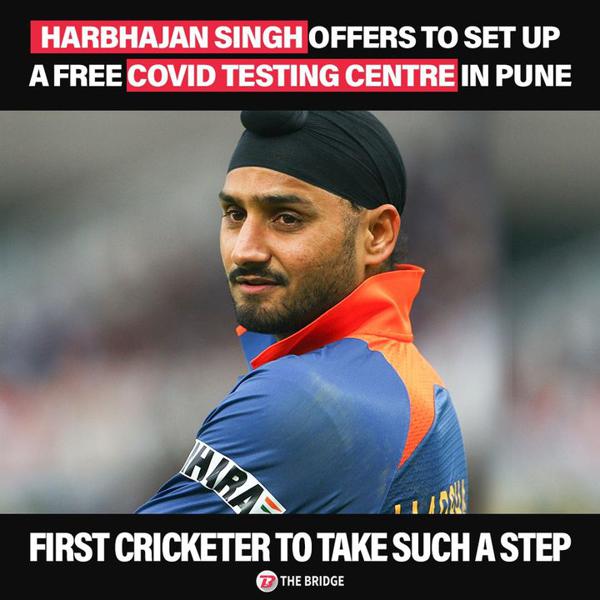 HARBHAJAN SINGH OFFERS TO SET UP
A FREE COVID TESTING CENTRE IN PUNE
FIRST CRICKETER TO TAKE SUCH A STEP
THE BRIDGE